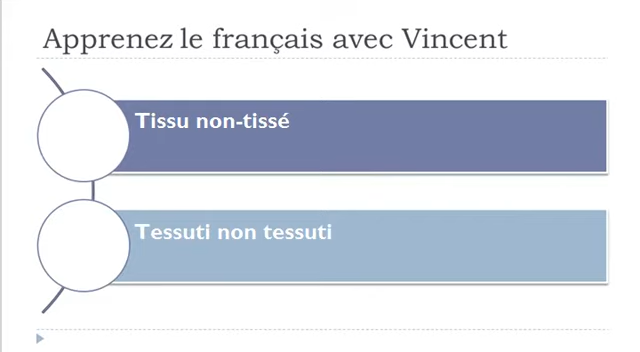 Apprenez le français avec Vincent
Tissu non-tissé
Tessuti non tessuti